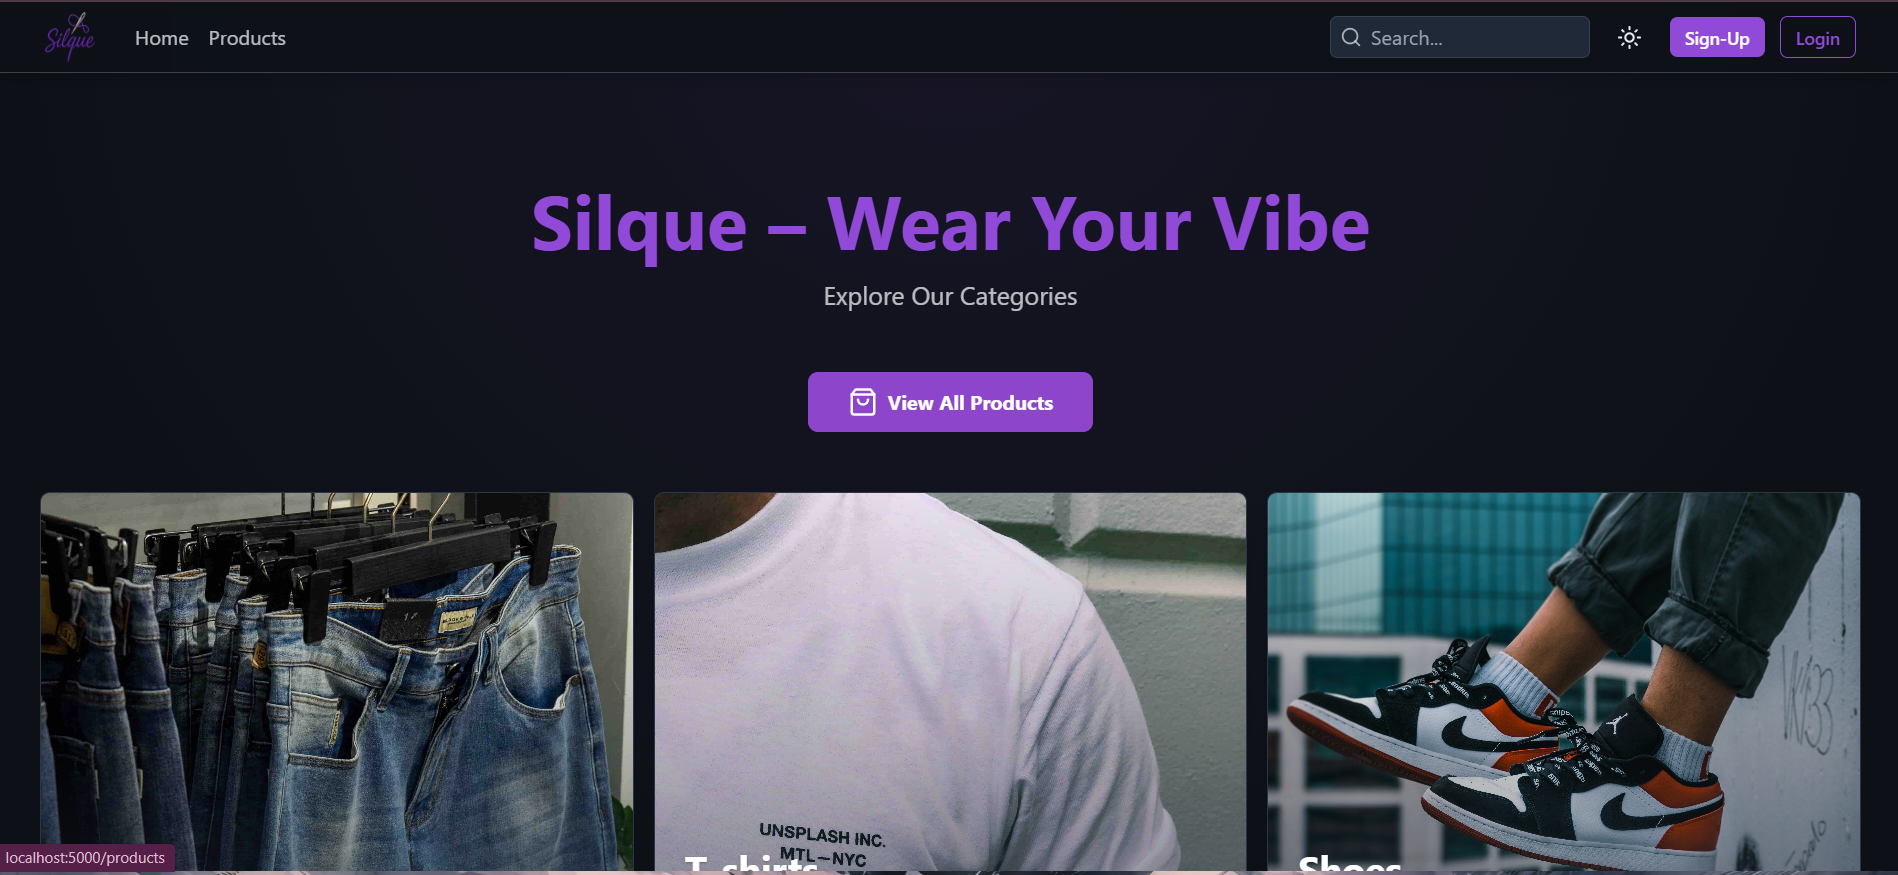 Silque
Home
Products
Search...
Sign-Up
Login
Silque – Wear Your Vibe
Explore Our Categories
View All Products
UNSPLASH INC.
MTL—NYC
T-shirts
Shoes
localhost:5000/products